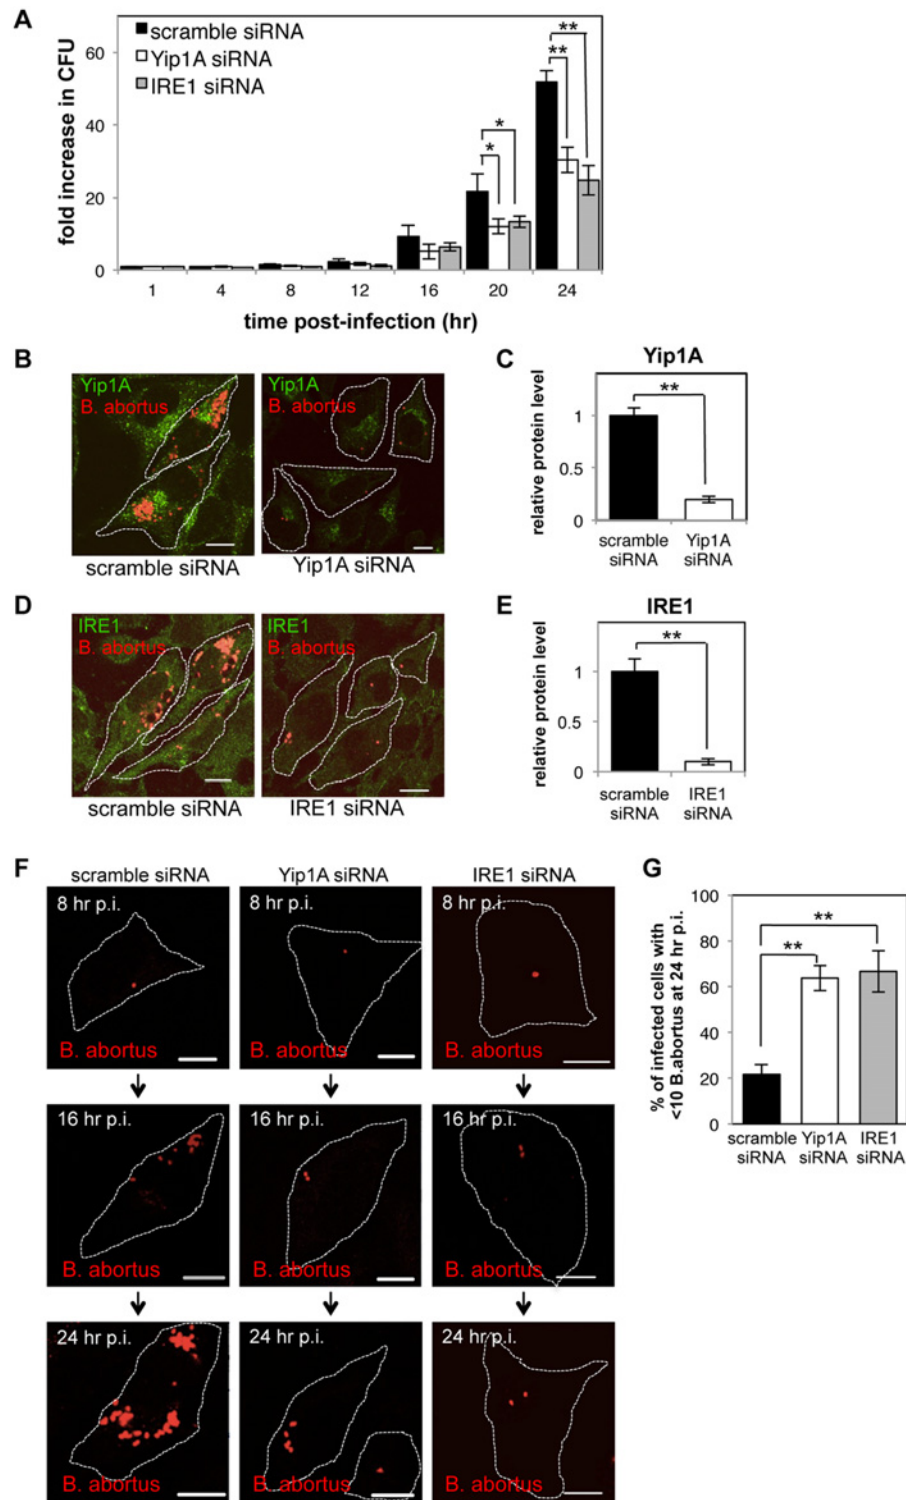 A
scramble siRNA
Yip1A siRNA
IRE1 siRNA
fold increase in CFU
60
40
20
0
**
**
*
*
1 4 8 12 16 20 24
time post-infection (hr)
B
Yip1A
B. abortus
Yip1A
B. abortus
scramble siRNA
Yip1A siRNA
C
Yip1A
relative protein level
1
0.5
0
**
scramble siRNA
Yip1A siRNA
D
IRE1
B. abortus
IRE1
B. abortus
scramble siRNA
IRE1 siRNA
E
IRE1
relative protein level
1
0.5
0
**
scramble siRNA
IRE1 siRNA
F
scramble siRNA
Yip1A siRNA
IRE1 siRNA
8 hr p.i.
B. abortus
8 hr p.i.
B. abortus
8 hr p.i.
B. abortus
16 hr p.i.
B. abortus
16 hr p.i.
B. abortus
16 hr p.i.
B. abortus
24 hr p.i.
B. abortus
24 hr p.i.
B. abortus
24 hr p.i.
B. abortus
G
% of infected cells with
<10 B.abortus at 24 hr p.i.
100
80
60
40
20
0
**
**
scramble siRNA
Yip1A siRNA
IRE1 siRNA